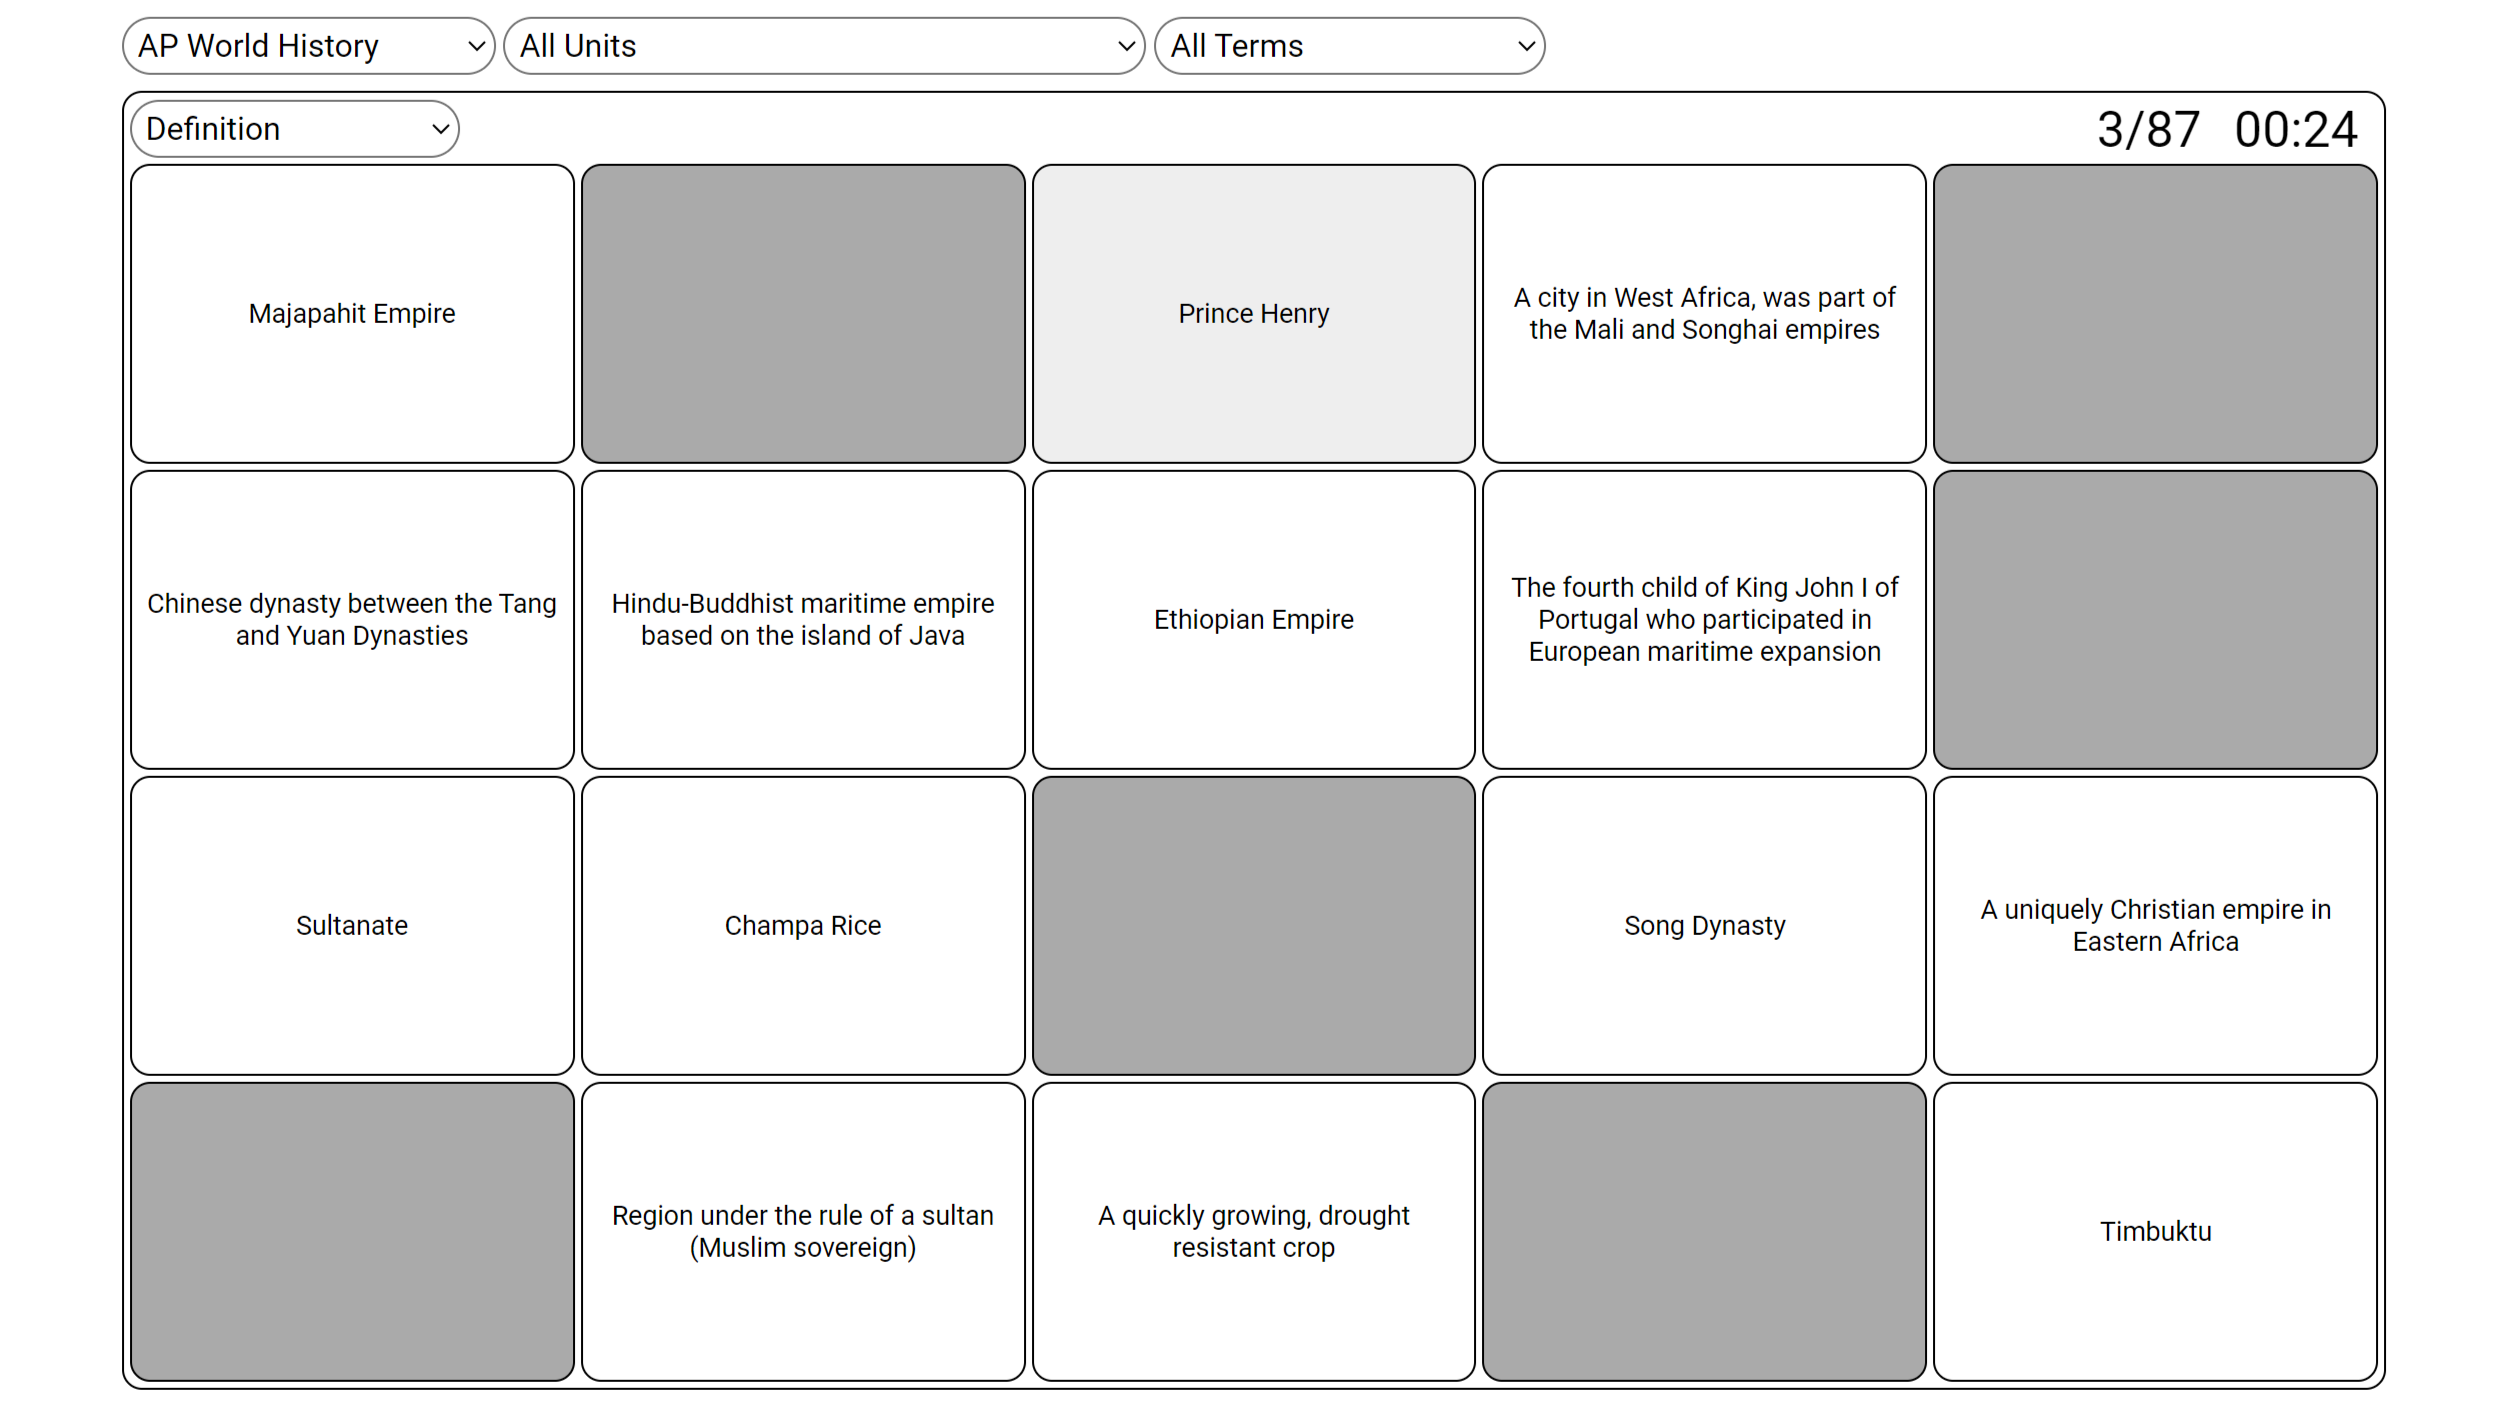 AP World History
All Units
All Terms
Definition
3/87
00:24
Majapahit Empire
Prince Henry
A city in West Africa, was part of
the Mali and Songhai empires
Chinese dynasty between the Tang
and Yuan Dynasties
Hindu-Buddhist maritime empire
based on the island of Java
Ethiopian Empire
The fourth child of King John I of
Portugal who participated in
European maritime expansion
Sultanate
Champa Rice
Song Dynasty
A uniquely Christian empire in
Eastern Africa
Region under the rule of a sultan
(Muslim sovereign)
A quickly growing, drought
resistant crop
Timbuktu